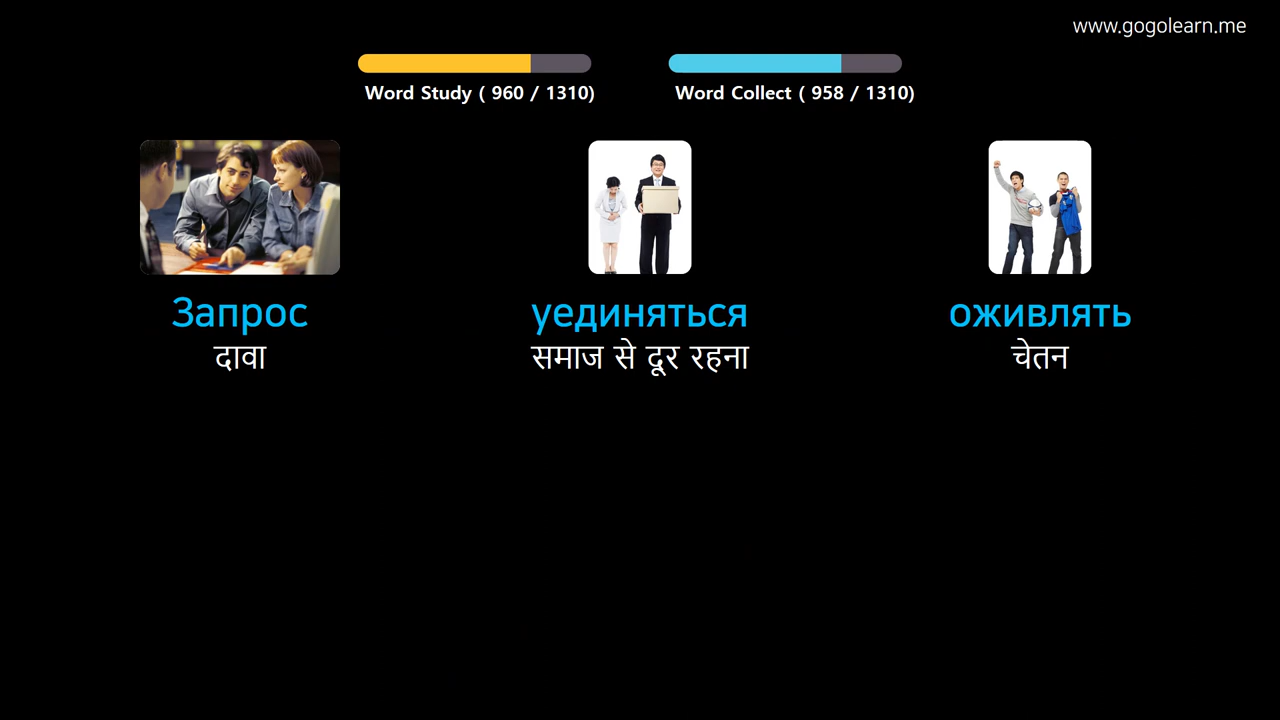 www.gogolearn.me
Word Study ( 960 / 1310)
Word Collect ( 958 / 1310)
Запрос
уединяться
оживлять
दावा
समाज से दूर रहना
चेतन